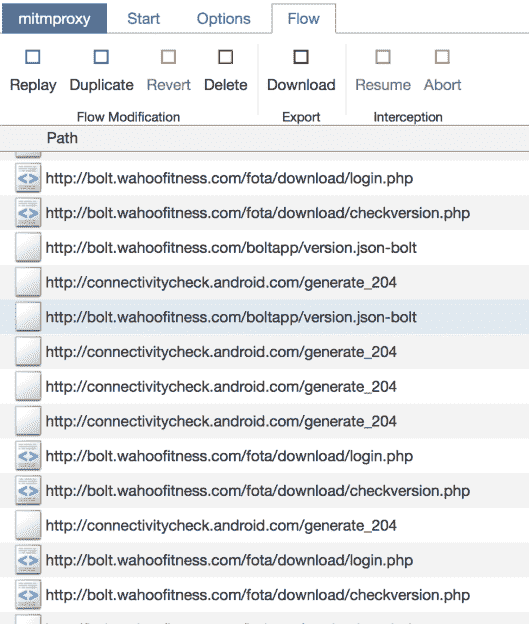 mitmproxy Start Options Flow
Replay Duplicate Revert Delete Download Resume Abort
Flow Modification Export Interception
Path
http://bolt.wahoofitness.com/fota/download/login.php
http://bolt.wahoofitness.com/fota/download/checkversion.php
http://bolt.wahoofitness.com/boltapp/version.json-bolt
http://connectivitycheck.android.com/generate_204
http://bolt.wahoofitness.com/boltapp/version.json-bolt
http://connectivitycheck.android.com/generate_204
http://connectivitycheck.android.com/generate_204
http://connectivitycheck.android.com/generate_204
http://bolt.wahoofitness.com/fota/download/login.php
http://bolt.wahoofitness.com/fota/download/checkversion.php
http://connectivitycheck.android.com/generate_204
http://bolt.wahoofitness.com/fota/download/login.php
http://bolt.wahoofitness.com/fota/download/checkversion.php